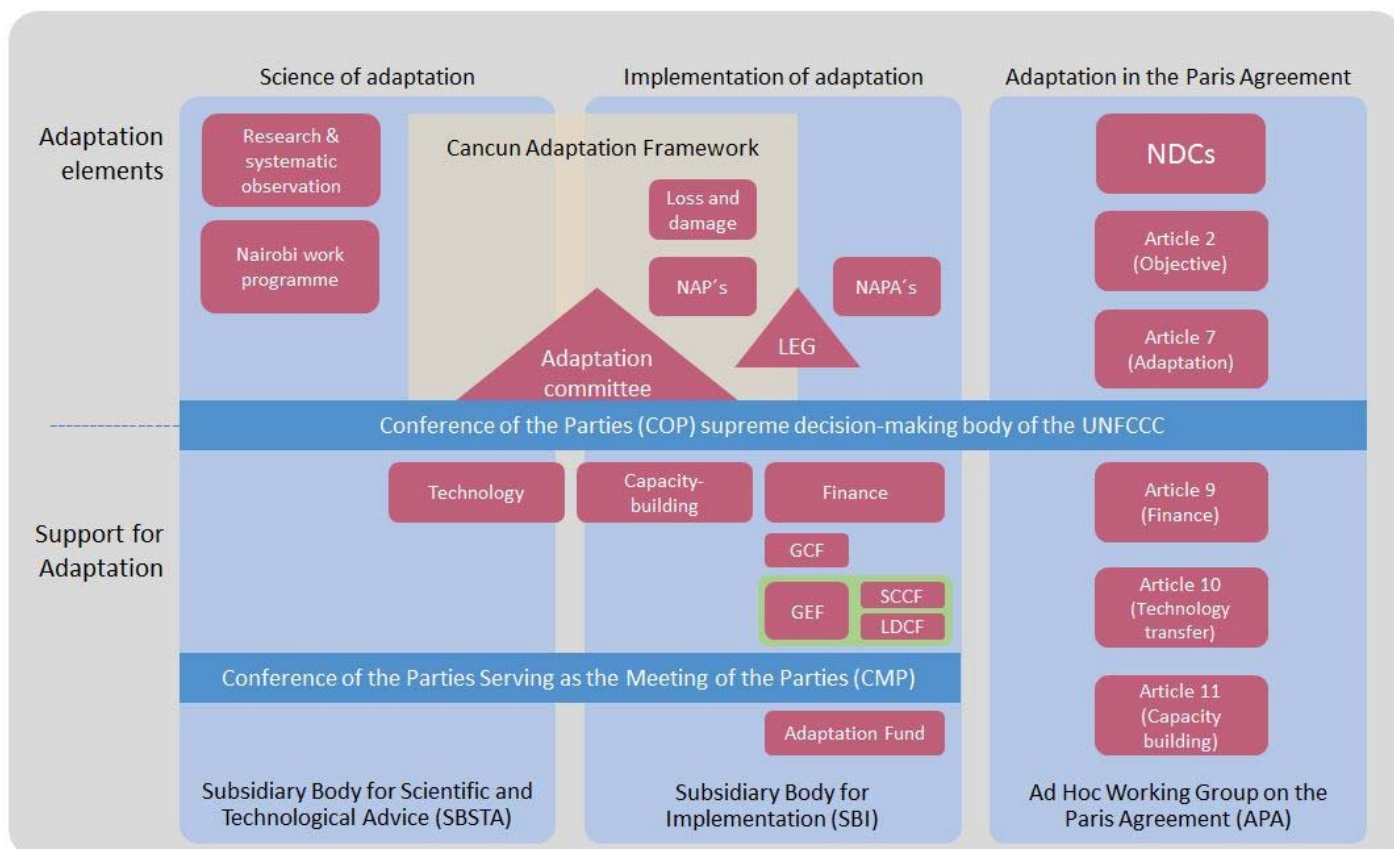 Science of adaptation
Implementation of adaptation
Adaptation in the Paris Agreement
Adaptation
elements
Research &
systematic
observation
Nairobi work
programme
Cancun Adaptation Framework
Loss and
damage
NAP´s
NAPA´s
LEG
Adaptation
committee
NDCs
Article 2
(Objective)
Article 7
(Adaptation)
Conference of the Parties (COP) supreme decision-making body of the UNFCCC
Support for
Adaptation
Technology
Capacity-
building
Finance
GCF
GEF
SCCF
LDCF
Article 9
(Finance)
Article 10
(Technology
transfer)
Article 11
(Capacity
building)
Conference of the Parties Serving as the Meeting of the Parties (CMP)
Adaptation Fund
Subsidiary Body for Scientific and
Technological Advice (SBSTA)
Subsidiary Body for
Implementation (SBI)
Ad Hoc Working Group on the
Paris Agreement (APA)